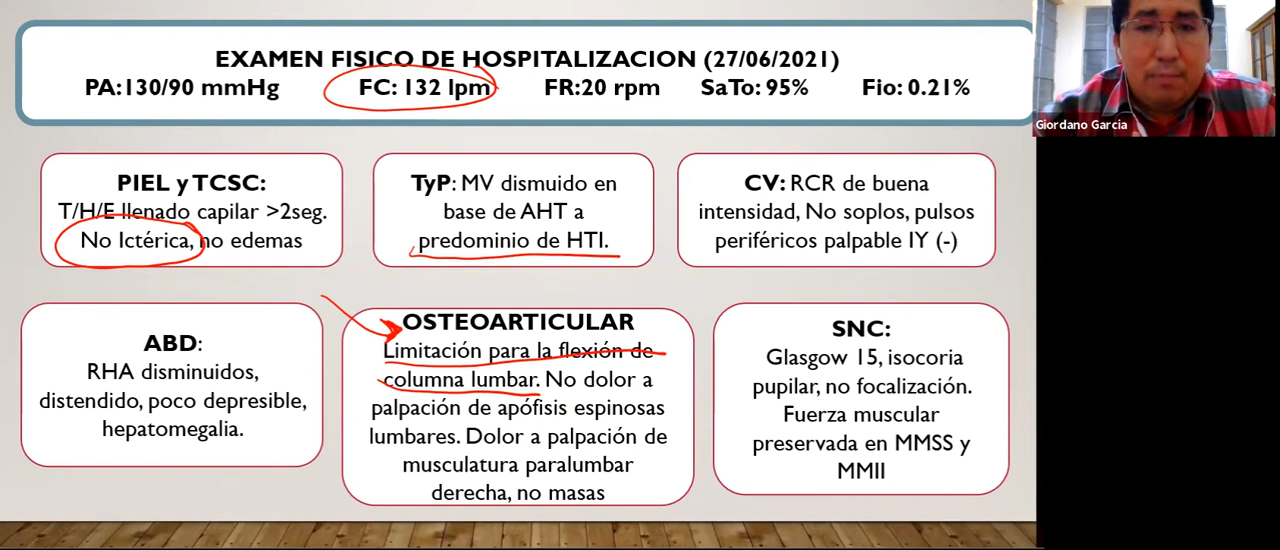 EXAMEN FISICO DE HOSPITALIZACION (27/06/2021)
PA:130/90 mmHg FC: 132 lpm FR:20 rpm SaTo: 95% Fio: 0.21%
Giordano Garcia
PIEL y TCSC:
T/H/E llenado capilar >2seg.
No Ictérica, no edemas
TyP: MV dismuido en
base de AHT a
predominio de HTI.
CV: RCR de buena
intensidad, No soplos, pulsos
periféricos palpable IY (-)
ABD:
RHA disminuidos,
distendido, poco depresible,
hepatomegalia.
OSTEOARTICULAR
Limitación para la flexión de
columna lumbar. No dolor a
palpación de apófisis espinosas
lumbares. Dolor a palpación de
musculatura paralumbar
derecha, no masas
SNC:
Glasgow 15, isocoria
pupilar, no focalización.
Fuerza muscular
preservada en MMSS y
MMII